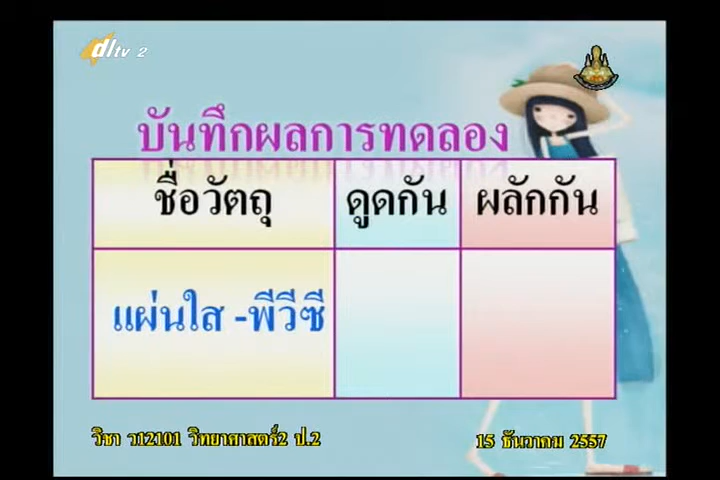 dltv 2
บันทึกผลการทดลอง
ชื่อวัตถุ ดูดกัน ผลักกัน
แผ่นใส -พีวีซี
วิชา ว12101 วิทยาศาสตร์2 ป.2 15 ธันวาคม 2557